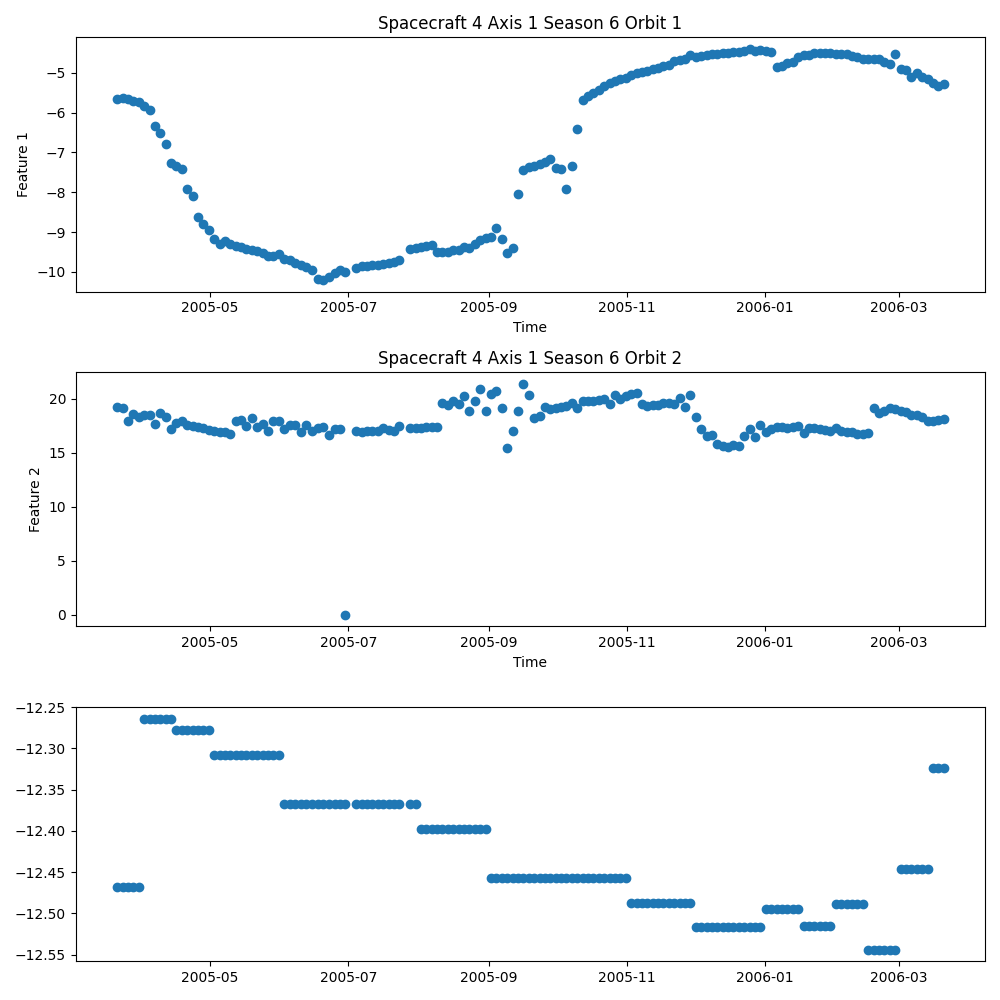 Spacecraft 4 Axis 1 Season 6 Orbit 1
−5
−6
−7
−8
−9
−10
Feature 1
2005-05 2005-07 2005-09 2005-11 2006-01 2006-03
Time
Spacecraft 4 Axis 1 Season 6 Orbit 2
20
15
10
5
0
Feature 2
2005-05 2005-07 2005-09 2005-11 2006-01 2006-03
Time
−12.25
−12.30
−12.35
−12.40
−12.45
−12.50
−12.55
2005-05 2005-07 2005-09 2005-11 2006-01 2006-03